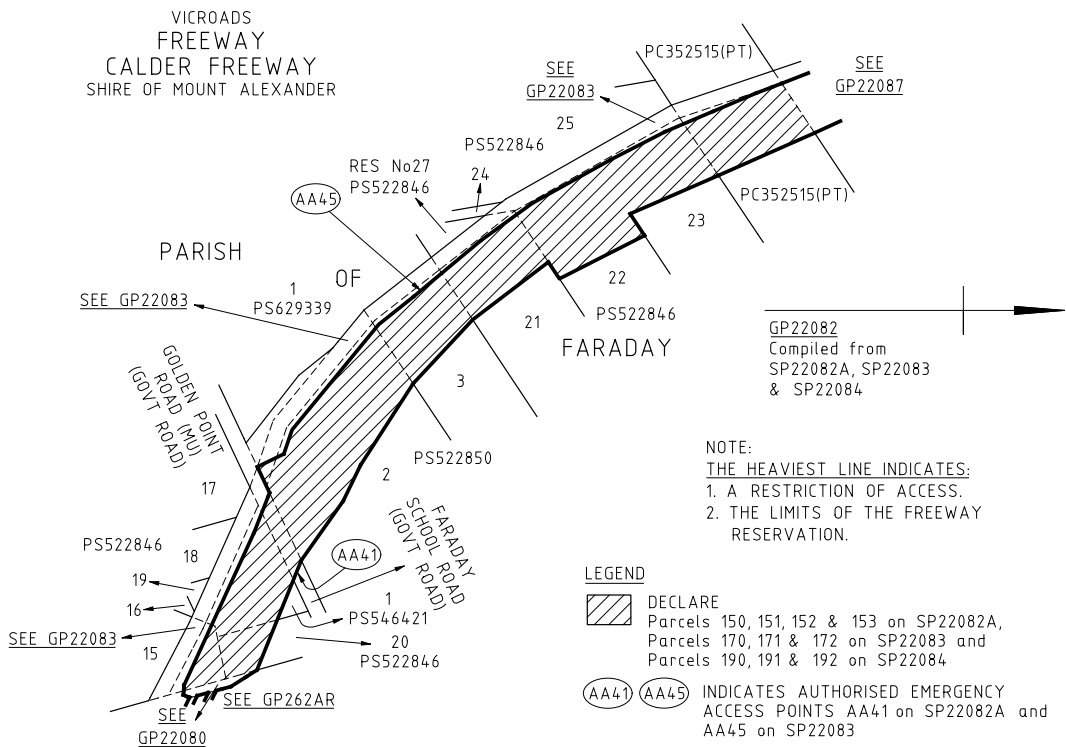 VICROADS
FREEWAY
CALDER FREEWAY
SHIRE OF MOUNT ALEXANDER
PC352515(PT)
SEE
GP22083
SEE
GP22087
25
PS522846
24
RES No27
PS522846
AA45
PC352515(PT)
23
PARISH
OF
FARADAY
1
PS629339
SEE GP22083
22
PS522846
21
3
GP22082
Compiled from
SP22082A, SP22083
& SP22084
GOLDEN POINT
ROAD (MU)
(GOVT ROAD)
PS522850
2
17
NOTE:
THE HEAVIEST LINE INDICATES:
1. A RESTRICTION OF ACCESS.
2. THE LIMITS OF THE FREEWAY
RESERVATION.
FARADAY
SCHOOL ROAD
(GOVT ROAD)
PS522846
18
AA41
19
16
1
PS546421
SEE GP22083
15
20
PS522846
SEE GP262AR
SEE
GP22080
LEGEND
DECLARE
Parcels 150, 151, 152 & 153 on SP22082A,
Parcels 170, 171 & 172 on SP22083 and
Parcels 190, 191 & 192 on SP22084
AA41 AA45 INDICATES AUTHORISED EMERGENCY
ACCESS POINTS AA41 on SP22082A and
AA45 on SP22083